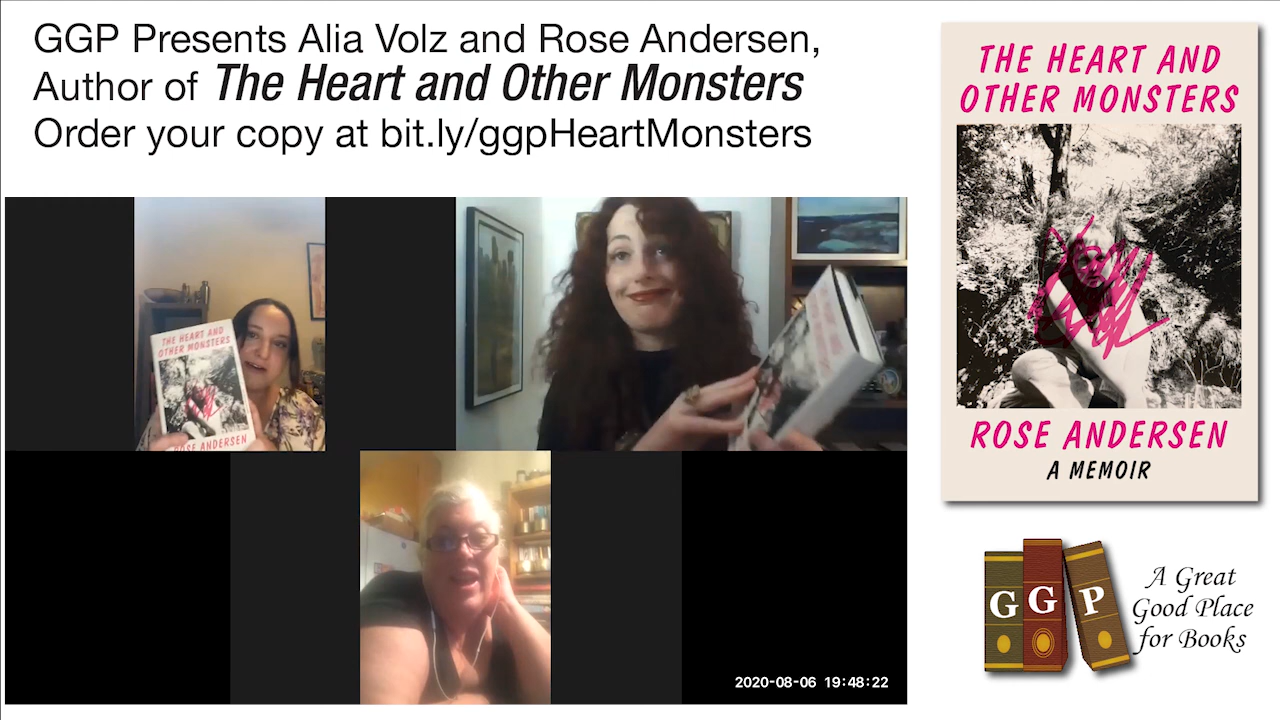 GGP Presents Alia Volz and Rose Andersen,
Author of The Heart and Other Monsters
Order your copy at bit.ly/ggpHeartMonsters
THE HEART AND
OTHER MONSTERS
ROSE ANDERSEN
A MEMOIR
THE HEART AND
OTHER MONSTERS
ROSE ANDERSEN
2020-08-06 19:48:22
G G P
A Great
Good Place
for Books